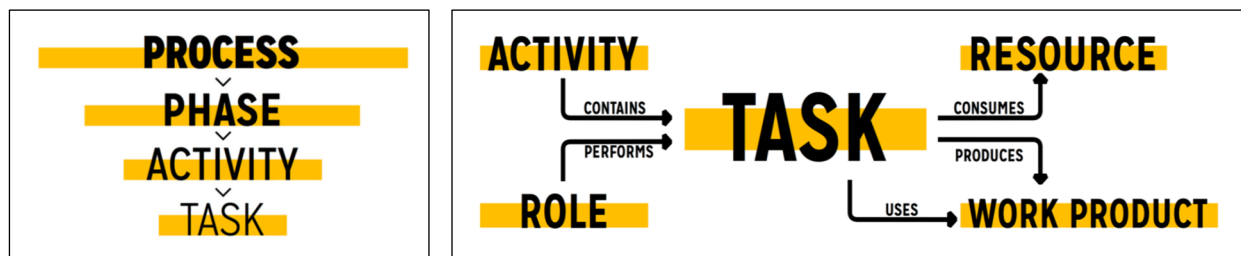 PROCESS
PHASE
ACTIVITY
TASK
ACTIVITY
CONTAINS
PERFORMS
ROLE
TASK
CONSUMES
PRODUCES
USES
RESOURCE
WORK PRODUCT